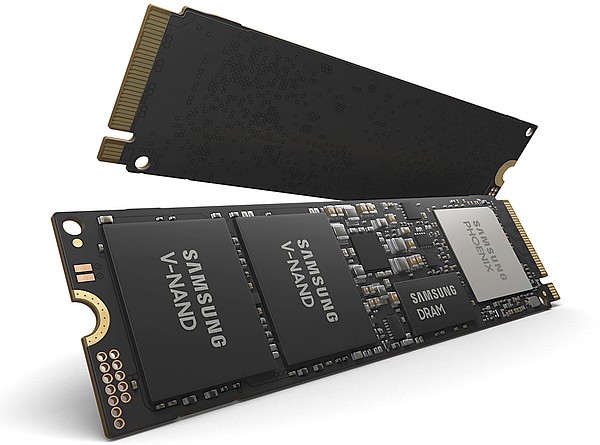 SAMSUNG
V-NAND
SAMSUNG
V-NAND
SAMSUNG
DRAM
SAMSUNG
PHOENIX